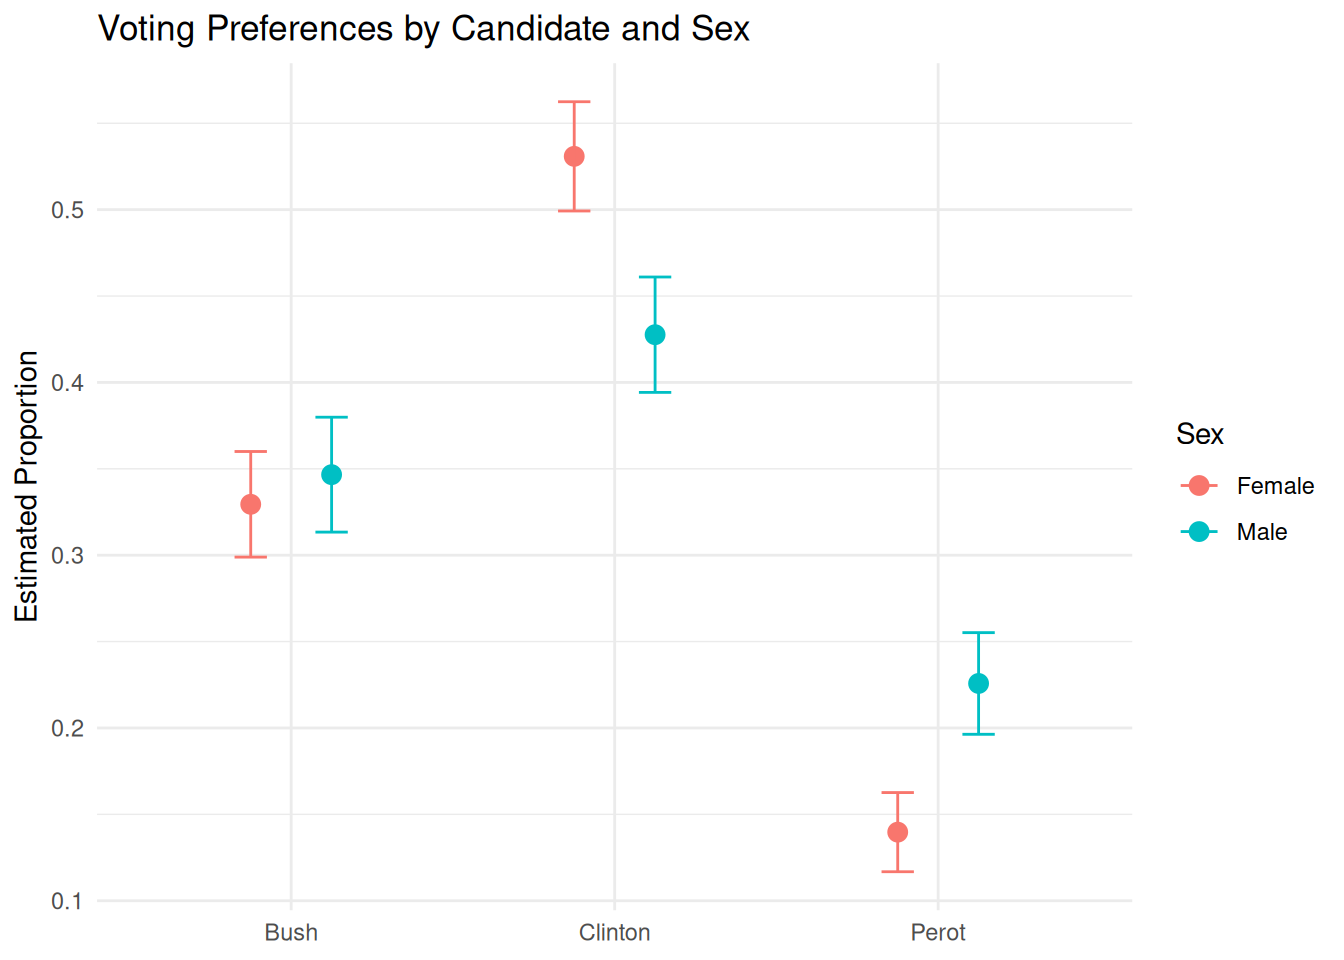 Voting Preferences by Candidate and Sex
Estimated Proportion
0.5
0.4
0.3
0.2
0.1
Bush Clinton Perot
Sex
Female
Male